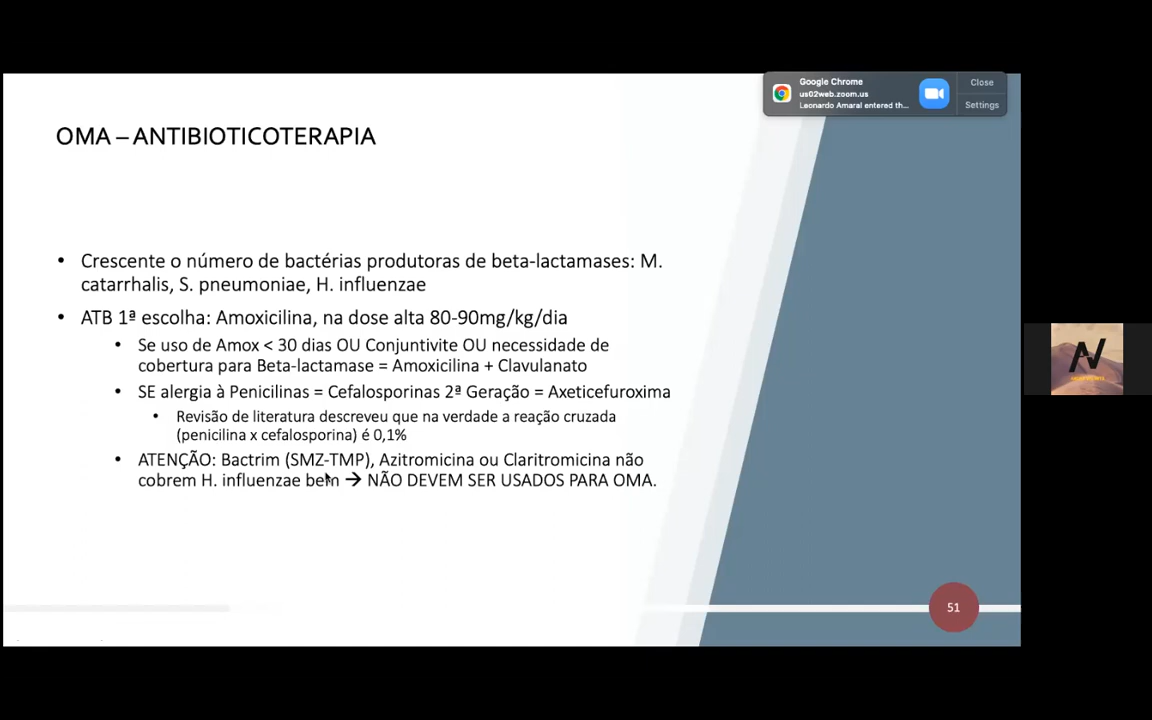 Google Chrome
Close
us02web.zoom.us
Leonardo Amaral entered th...
Settings
OMA – ANTIBIOTICOTERAPIA
• Crescente o número de bactérias produtoras de beta-lactamases: M.
catarrhalis, S. pneumoniae, H. influenzae
• ATB 1ª escolha: Amoxicilina, na dose alta 80-90mg/kg/dia
• Se uso de Amox < 30 dias OU Conjuntivite OU necessidade de
cobertura para Beta-lactamase = Amoxicilina + Clavulanato
• SE alergia à Penicilinas = Cefalosporinas 2ª Geração = Axeticefuroxima
• Revisão de literatura descreveu que na verdade a reação cruzada
(penicilina x cefalosporina) é 0,1%
• ATENÇÃO: Bactrim (SMZ-TMP), Azitromicina ou Claritromicina não
cobrem H. influenzae bem → NÃO DEVEM SER USADOS PARA OMA.
51